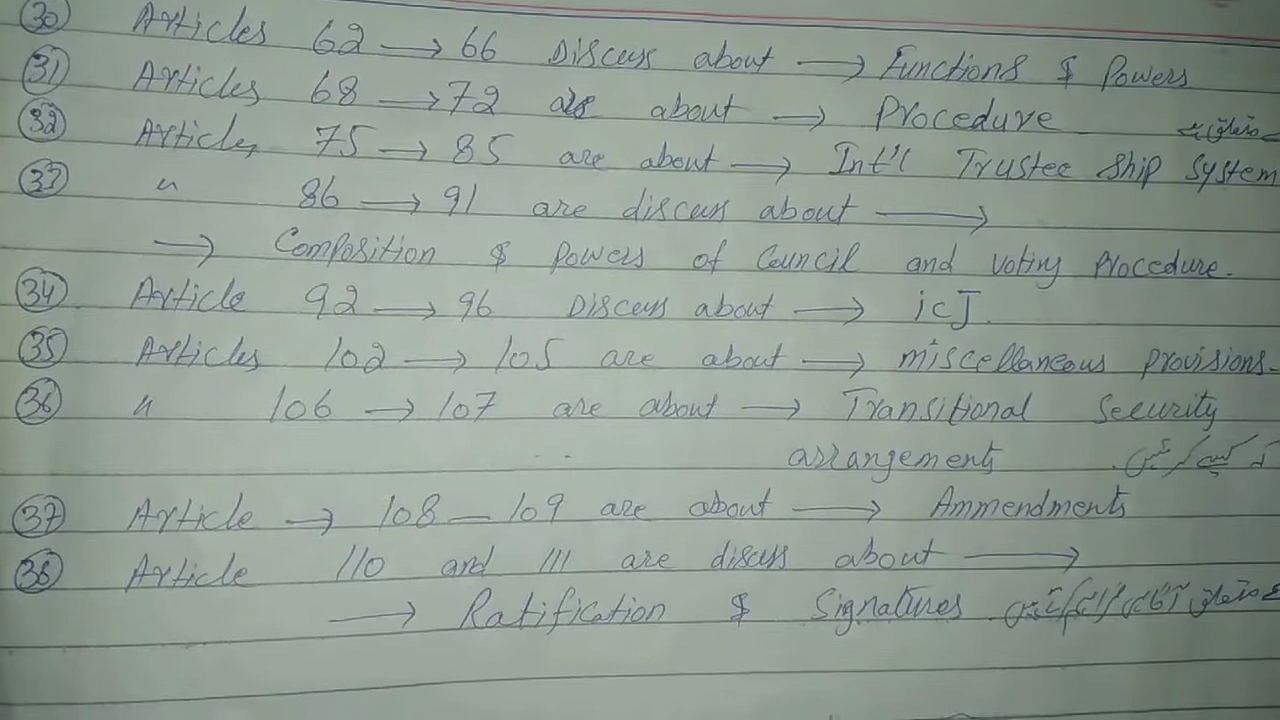 30 Articles 62 → 66 Discuss about → Functions & Powers
31 Articles 68 → 72 are about → Procedure
32 Articles 75 → 85 are about → Int'l Trustee Ship System
33 " 86 → 91 are discuss about →
→ Composition & Powers of Council and voting Procedure.
34 Article 92 → 96 Discuss about → icJ.
35 Articles 102 → 105 are about → miscellaneous provisions.
36 " 106 → 107 are about → Transitional Security
arrangements
37 Article → 108 — 109 are about → Ammendments
38 Article 110 and 111 are discuss about →
→ Ratification & Signatures